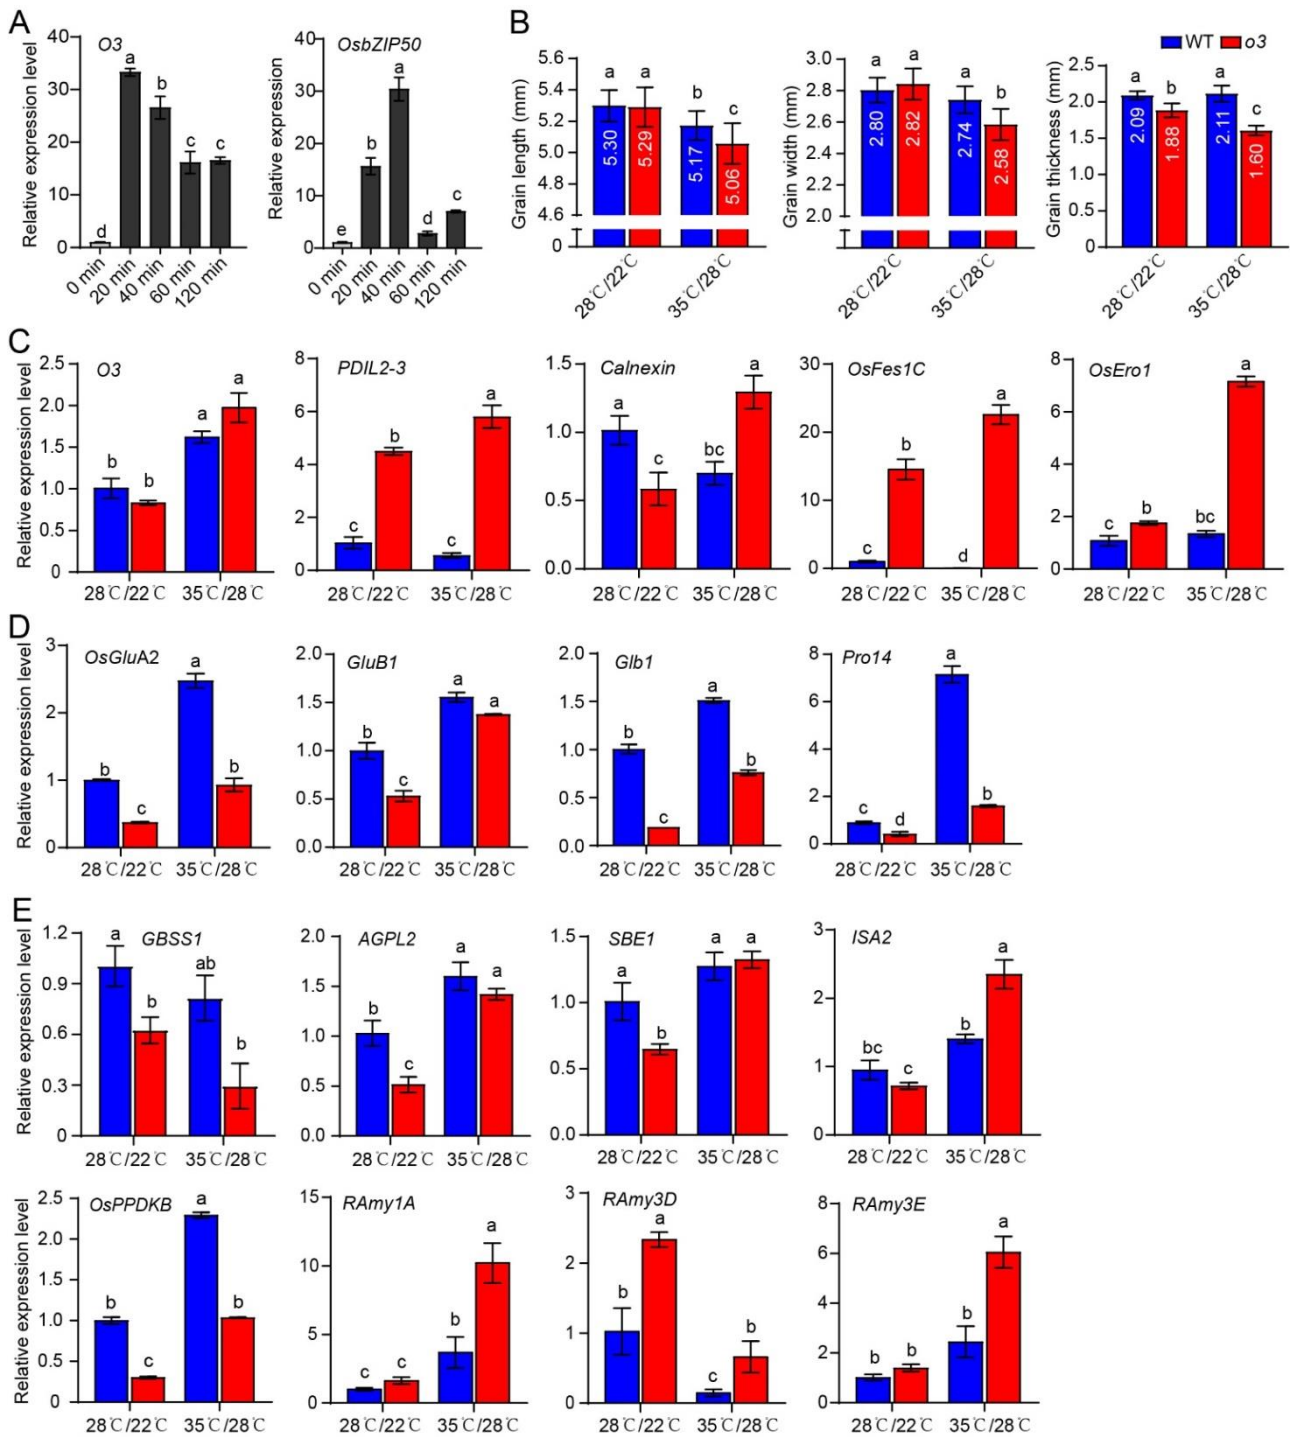 A
O3
Relative expression level
40
30
20
10
0
d
a
b
c
c
0 min
20 min
40 min
60 min
120 min
OsbZIP50
Relative expression
40
30
20
10
0
e
b
a
d
c
0 min
20 min
40 min
60 min
120 min
B
WT
o3
Grain length (mm)
5.6
5.4
5.2
5.0
4.8
4.6
0
a
a
b
c
5.30
5.29
5.17
5.06
28℃/22℃
35℃/28℃
Grain width (mm)
3.0
2.8
2.6
2.4
2.2
2.0
0
a
a
a
b
2.80
2.82
2.74
2.58
28℃/22℃
35℃/28℃
Grain thickness (mm)
2.5
2.0
1.5
1.0
0.5
0
a
b
a
c
2.09
1.88
2.11
1.60
28℃/22℃
35℃/28℃
C
Relative expression level
O3
2.5
2.0
1.5
1.0
0.5
0
b
b
a
a
28℃/22℃
35℃/28℃
PDIL2-3
8
6
4
2
0
c
b
c
a
28℃/22℃
35℃/28℃
Calnexin
1.5
1.0
0.5
0.0
a
c
bc
a
28℃/22℃
35℃/28℃
OsFes1C
30
20
10
0
c
b
d
a
28℃/22℃
35℃/28℃
OsEro1
8
6
4
2
0
c
b
bc
a
28℃/22℃
35℃/28℃
D
Relative expression level
OsGluA2
3
2
1
0
b
c
a
b
28℃/22℃
35℃/28℃
GluB1
2.0
1.5
1.0
0.5
0.0
b
c
a
a
28℃/22℃
35℃/28℃
Glb1
2.0
1.5
1.0
0.5
0.0
b
c
a
b
28℃/22℃
35℃/28℃
Pro14
8
6
4
2
0
c
d
a
b
28℃/22℃
35℃/28℃
E
Relative expression level
GBSS1
1.2
0.9
0.6
0.3
0
a
b
ab
b
28℃/22℃
35℃/28℃
AGPL2
2.0
1.5
1.0
0.5
0.0
b
c
a
a
28℃/22℃
35℃/28℃
SBE1
1.5
1.0
0.5
0.0
a
b
a
a
28℃/22℃
35℃/28℃
ISA2
3
2
1
0
bc
c
b
a
28℃/22℃
35℃/28℃
Relative expression level
OsPPDKB
2.5
2.0
1.5
1.0
0.5
0
b
c
a
b
28℃/22℃
35℃/28℃
RAmy1A
15
10
5
0
c
c
b
a
28℃/22℃
35℃/28℃
RAmy3D
3
2
1
0
b
a
c
b
28℃/22℃
35℃/28℃
RAmy3E
8
6
4
2
0
b
b
b
a
28℃/22℃
35℃/28℃